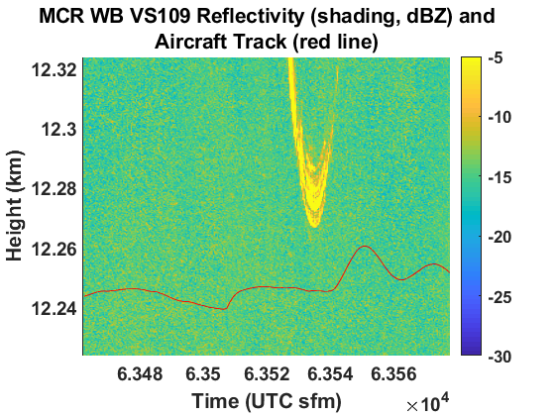 MCR WB VS109 Reflectivity (shading, dBZ) and
Aircraft Track (red line)
12.32
12.3
12.28
12.26
12.24
Height (km)
6.348 6.35 6.352 6.354 6.356
×10⁴
Time (UTC sfm)
-5
-10
-15
-20
-25
-30